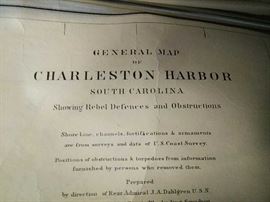 GENERAL MAP
OF
CHARLESTON HARBOR
SOUTH CAROLINA
Showing Rebel Defences and Obstructions
Shore-line, channels, fortifications & armaments
are from surveys and data of U.S. Coast Survey.
Positions of obstructions & torpedoes from information
furnished by persons who removed them.
Prepared
by direction of Rear Admiral J.A. Dahlgren U.S.N.